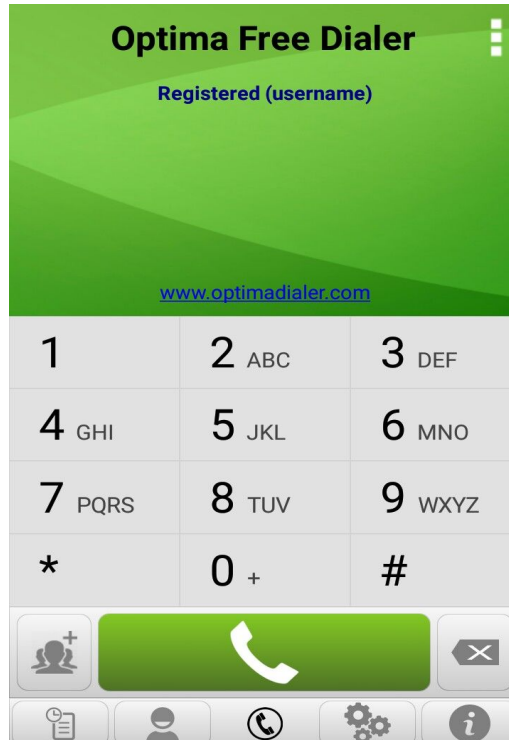 Optima Free Dialer
Registered (username)
www.optimadialer.com
1 2 ABC 3 DEF
4 GHI 5 JKL 6 MNO
7 PQRS 8 TUV 9 WXYZ
* 0 + #